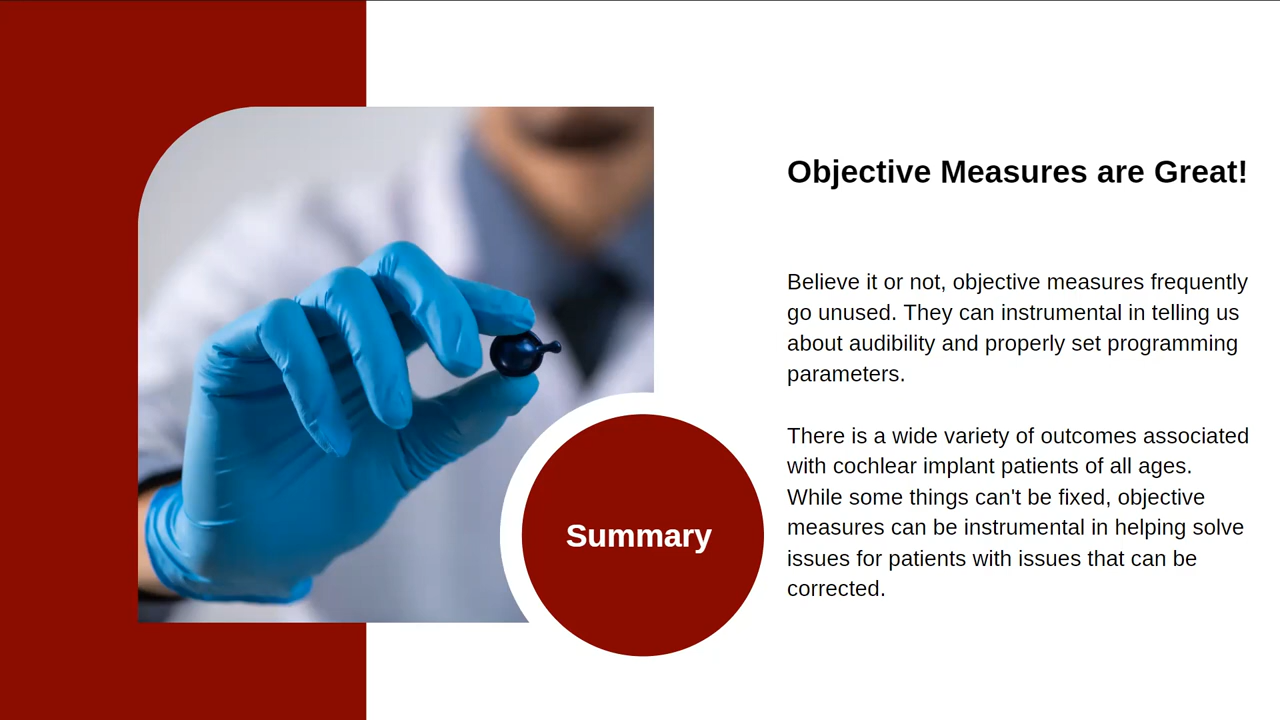 Objective Measures are Great!
Believe it or not, objective measures frequently
go unused. They can instrumental in telling us
about audibility and properly set programming
parameters.
There is a wide variety of outcomes associated
with cochlear implant patients of all ages.
While some things can't be fixed, objective
measures can be instrumental in helping solve
issues for patients with issues that can be
corrected.
Summary